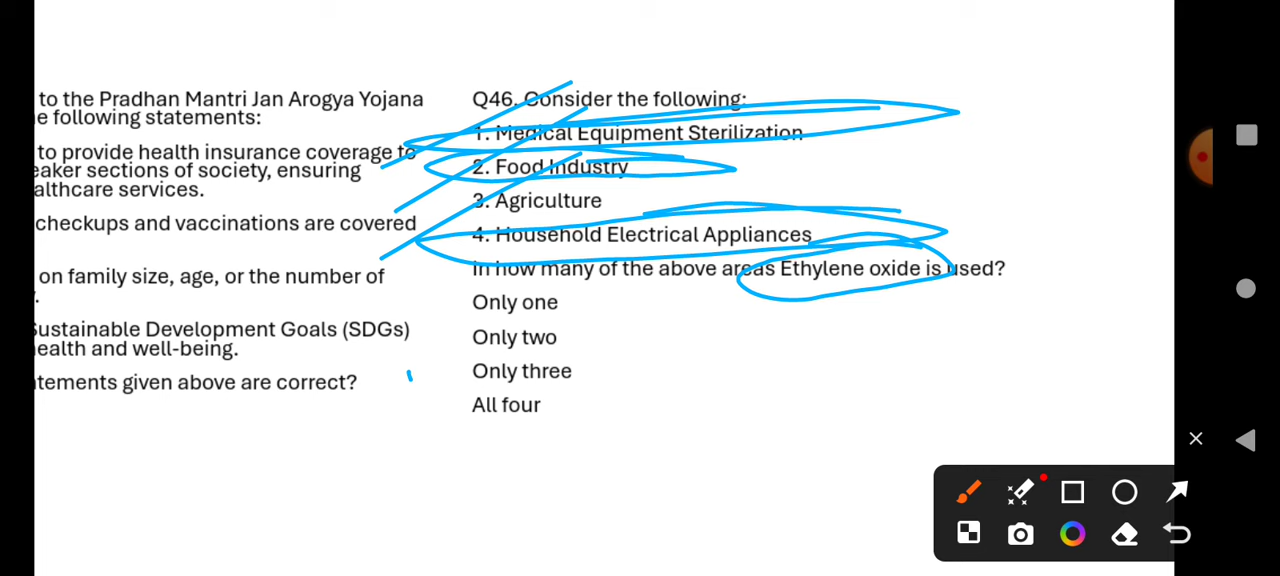 to the Pradhan Mantri Jan Arogya Yojana
e following statements:
to provide health insurance coverage to
eaker sections of society, ensuring
althcare services.
checkups and vaccinations are covered
on family size, age, or the number of
.
Sustainable Development Goals (SDGs)
ealth and well-being.
tements given above are correct?
Q46. Consider the following:
1. Medical Equipment Sterilization
2. Food Industry
3. Agriculture
4. Household Electrical Appliances
In how many of the above areas Ethylene oxide is used?
Only one
Only two
Only three
All four